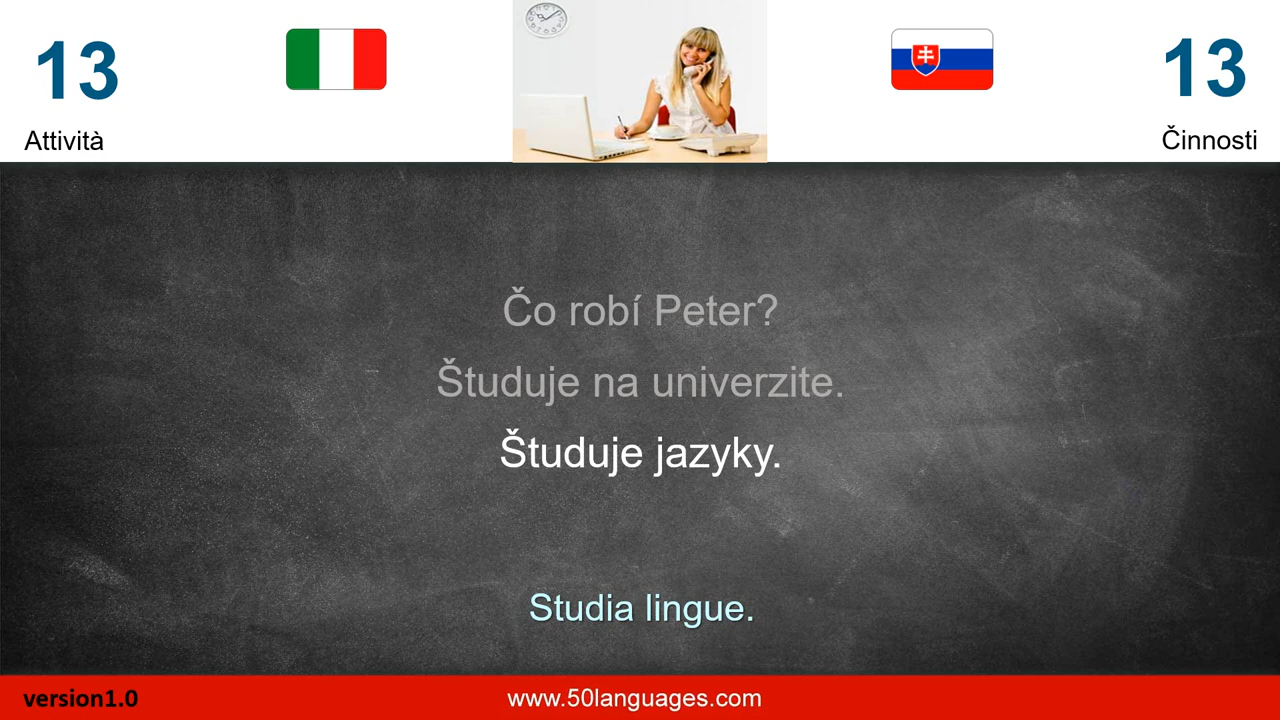 13
13
Attività
Činnosti
Čo robí Peter?
Študuje na univerzite.
Študuje jazyky.
Studia lingue.
version1.0
www.50languages.com